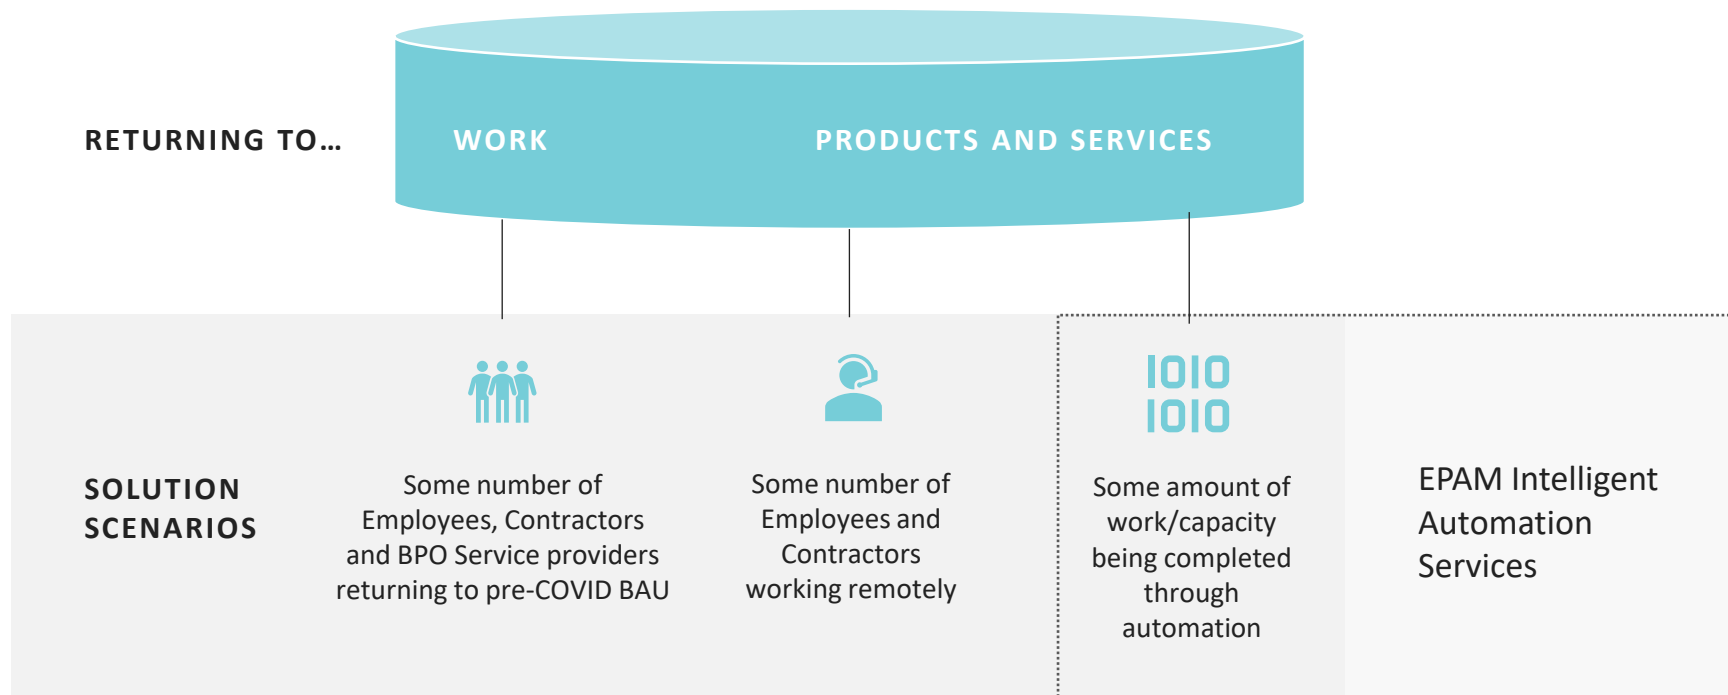 RETURNING TO…
WORK
PRODUCTS AND SERVICES
IOIO
IOIO
SOLUTION
SCENARIOS
Some number of
Employees, Contractors
and BPO Service providers
returning to pre-COVID BAU
Some number of
Employees and
Contractors
working remotely
Some amount of
work/capacity
being completed
through
automation
EPAM Intelligent
Automation
Services